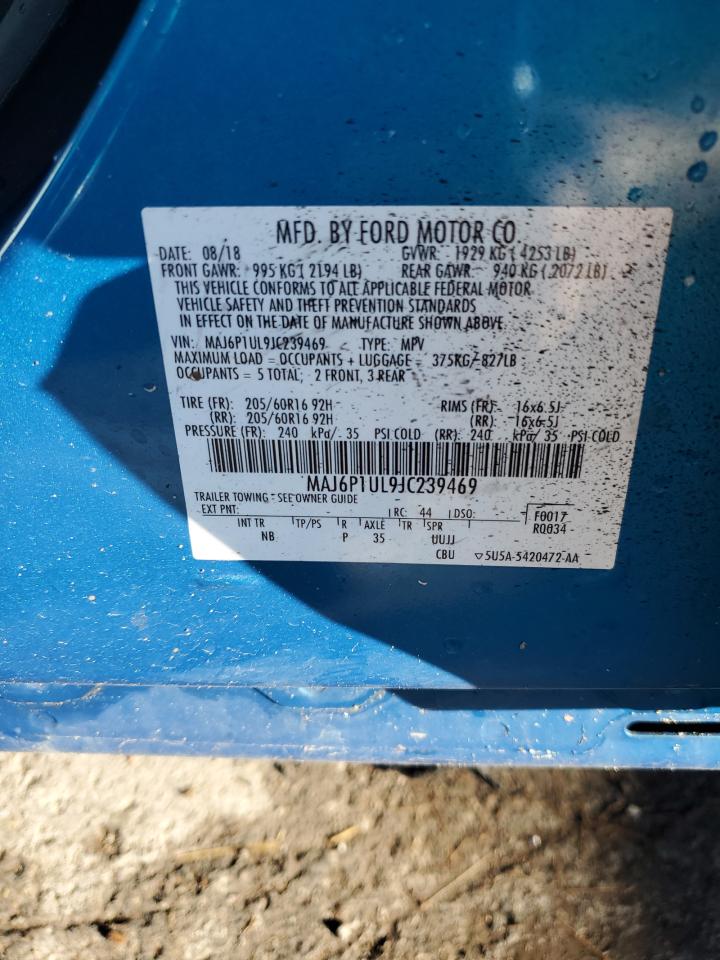 MFD. BY FORD MOTOR CO.
DATE: 08/18 GVWR: 1929 KG ( 4253 LB)
FRONT GAWR: 995 KG ( 2194 LB) REAR GAWR: 940 KG ( 2072 LB)
THIS VEHICLE CONFORMS TO ALL APPLICABLE FEDERAL MOTOR
VEHICLE SAFETY AND THEFT PREVENTION STANDARDS
IN EFFECT ON THE DATE OF MANUFACTURE SHOWN ABOVE.
VIN: MAJ6P1UL9JC239469 TYPE: MPV
MAXIMUM LOAD = OCCUPANTS + LUGGAGE = 375KG/ 827LB
OCCUPANTS = 5 TOTAL; 2 FRONT, 3 REAR
TIRE (FR): 205/60R16 92H RIMS (FR): 16x6.5J
(RR): 205/60R16 92H (RR): 16x6.5J
PRESSURE (FR): 240 kPa/ 35 PSI COLD (RR): 240 kPa/ 35 PSI COLD
MAJ6P1UL9JC239469
TRAILER TOWING - SEE OWNER GUIDE
EXT PNT: RC: 44 DSO: F0017
INT TR TP/PS R AXLE TR SPR R0034
NB P 35 UUJJ
CBU ▽5U5A-5420472-AA